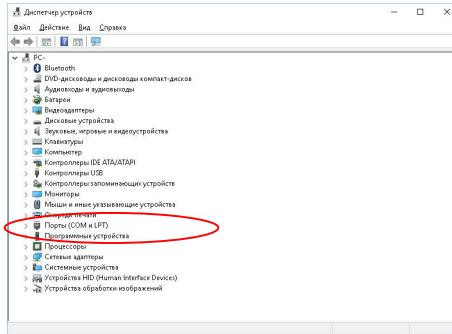 Диспетчер устройств
Файл Действие Вид Справка
PC-
Bluetooth
DVD-дисководы и дисководы компакт-дисков
Аудиовходы и аудиовыходы
Батареи
Видеоадаптеры
Дисковые устройства
Звуковые, игровые и видеоустройства
Клавиатуры
Компьютер
Контроллеры IDE ATA/ATAPI
Контроллеры USB
Контроллеры запоминающих устройств
Мониторы
Мыши и иные указывающие устройства
Очереди печати
Порты (COM и LPT)
Программные устройства
Процессоры
Сетевые адаптеры
Системные устройства
Устройства HID (Human Interface Devices)
Устройства обработки изображений